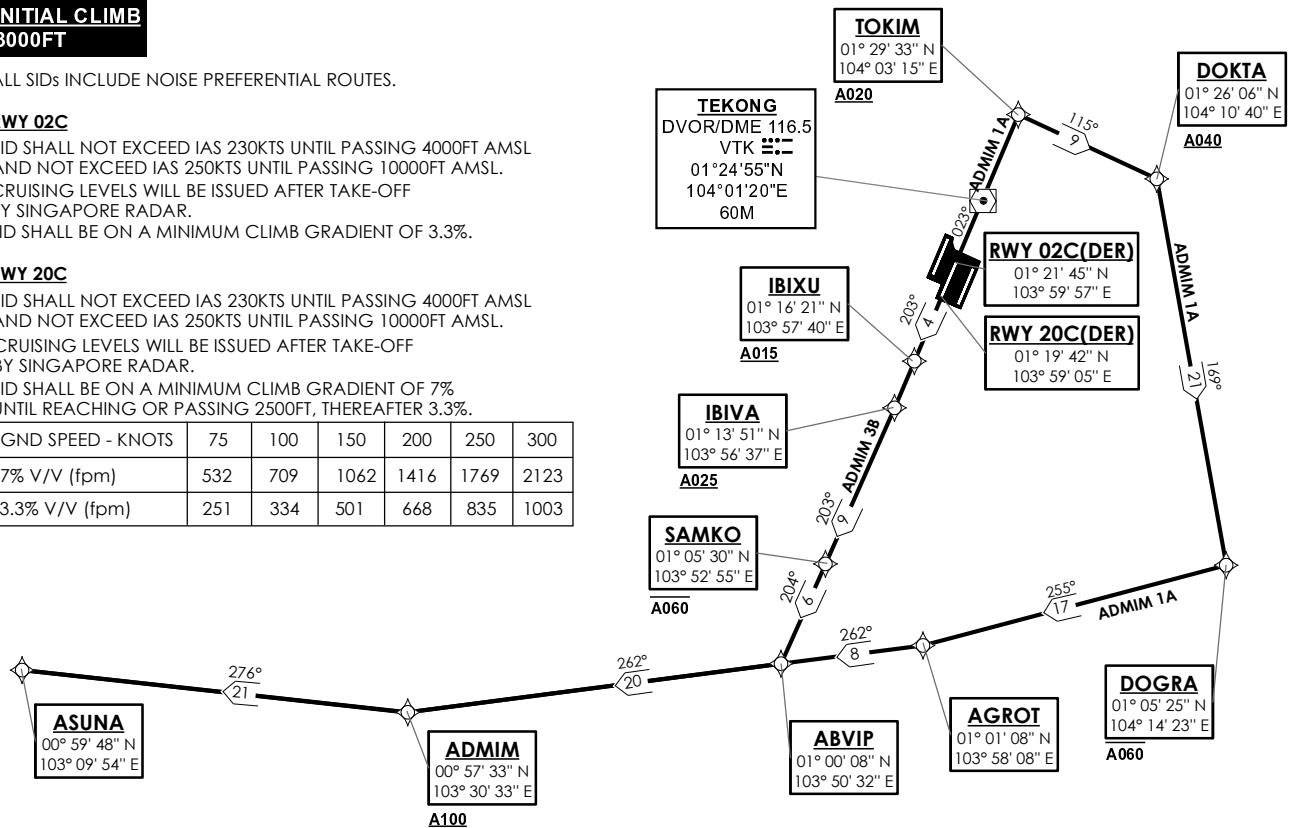 NITIAL CLIMB
3000FT
ALL SIDs INCLUDE NOISE PREFERENTIAL ROUTES.
RWY 02C
SID SHALL NOT EXCEED IAS 230KTS UNTIL PASSING 4000FT AMSL
AND NOT EXCEED IAS 250KTS UNTIL PASSING 10000FT AMSL.
CRUISING LEVELS WILL BE ISSUED AFTER TAKE-OFF
BY SINGAPORE RADAR.
SID SHALL BE ON A MINIMUM CLIMB GRADIENT OF 3.3%.
RWY 20C
SID SHALL NOT EXCEED IAS 230KTS UNTIL PASSING 4000FT AMSL
AND NOT EXCEED IAS 250KTS UNTIL PASSING 10000FT AMSL.
CRUISING LEVELS WILL BE ISSUED AFTER TAKE-OFF
BY SINGAPORE RADAR.
SID SHALL BE ON A MINIMUM CLIMB GRADIENT OF 7%
UNTIL REACHING OR PASSING 2500FT, THEREAFTER 3.3%.
GND SPEED - KNOTS 75 100 150 200 250 300
7% V/V (fpm) 532 709 1062 1416 1769 2123
3.3% V/V (fpm) 251 334 501 668 835 1003
TOKIM
01° 29' 33" N
104° 03' 15" E
A020
DOKTA
01° 26' 06" N
104° 10' 40" E
A040
TEKONG
DVOR/DME 116.5
VTK
01°24'55"N
104°01'20"E
60M
ADMIM 1A
115°
9
023°
RWY 02C(DER)
01° 21' 45" N
103° 59' 57" E
RWY 20C(DER)
01° 19' 42" N
103° 59' 05" E
IBIXU
01° 16' 21" N
103° 57' 40" E
A015
203°
4
ADMIM 1A
169°
21
IBIVA
01° 13' 51" N
103° 56' 37" E
A025
ADMIM 3B
203°
9
SAMKO
01° 05' 30" N
103° 52' 55" E
A060
204°
6
255°
17
ADMIM 1A
262°
8
262°
20
276°
21
DOGRA
01° 05' 25" N
104° 14' 23" E
A060
AGROT
01° 01' 08" N
103° 58' 08" E
ABVIP
01° 00' 08" N
103° 50' 32" E
ADMIM
00° 57' 33" N
103° 30' 33" E
A100
ASUNA
00° 59' 48" N
103° 09' 54" E